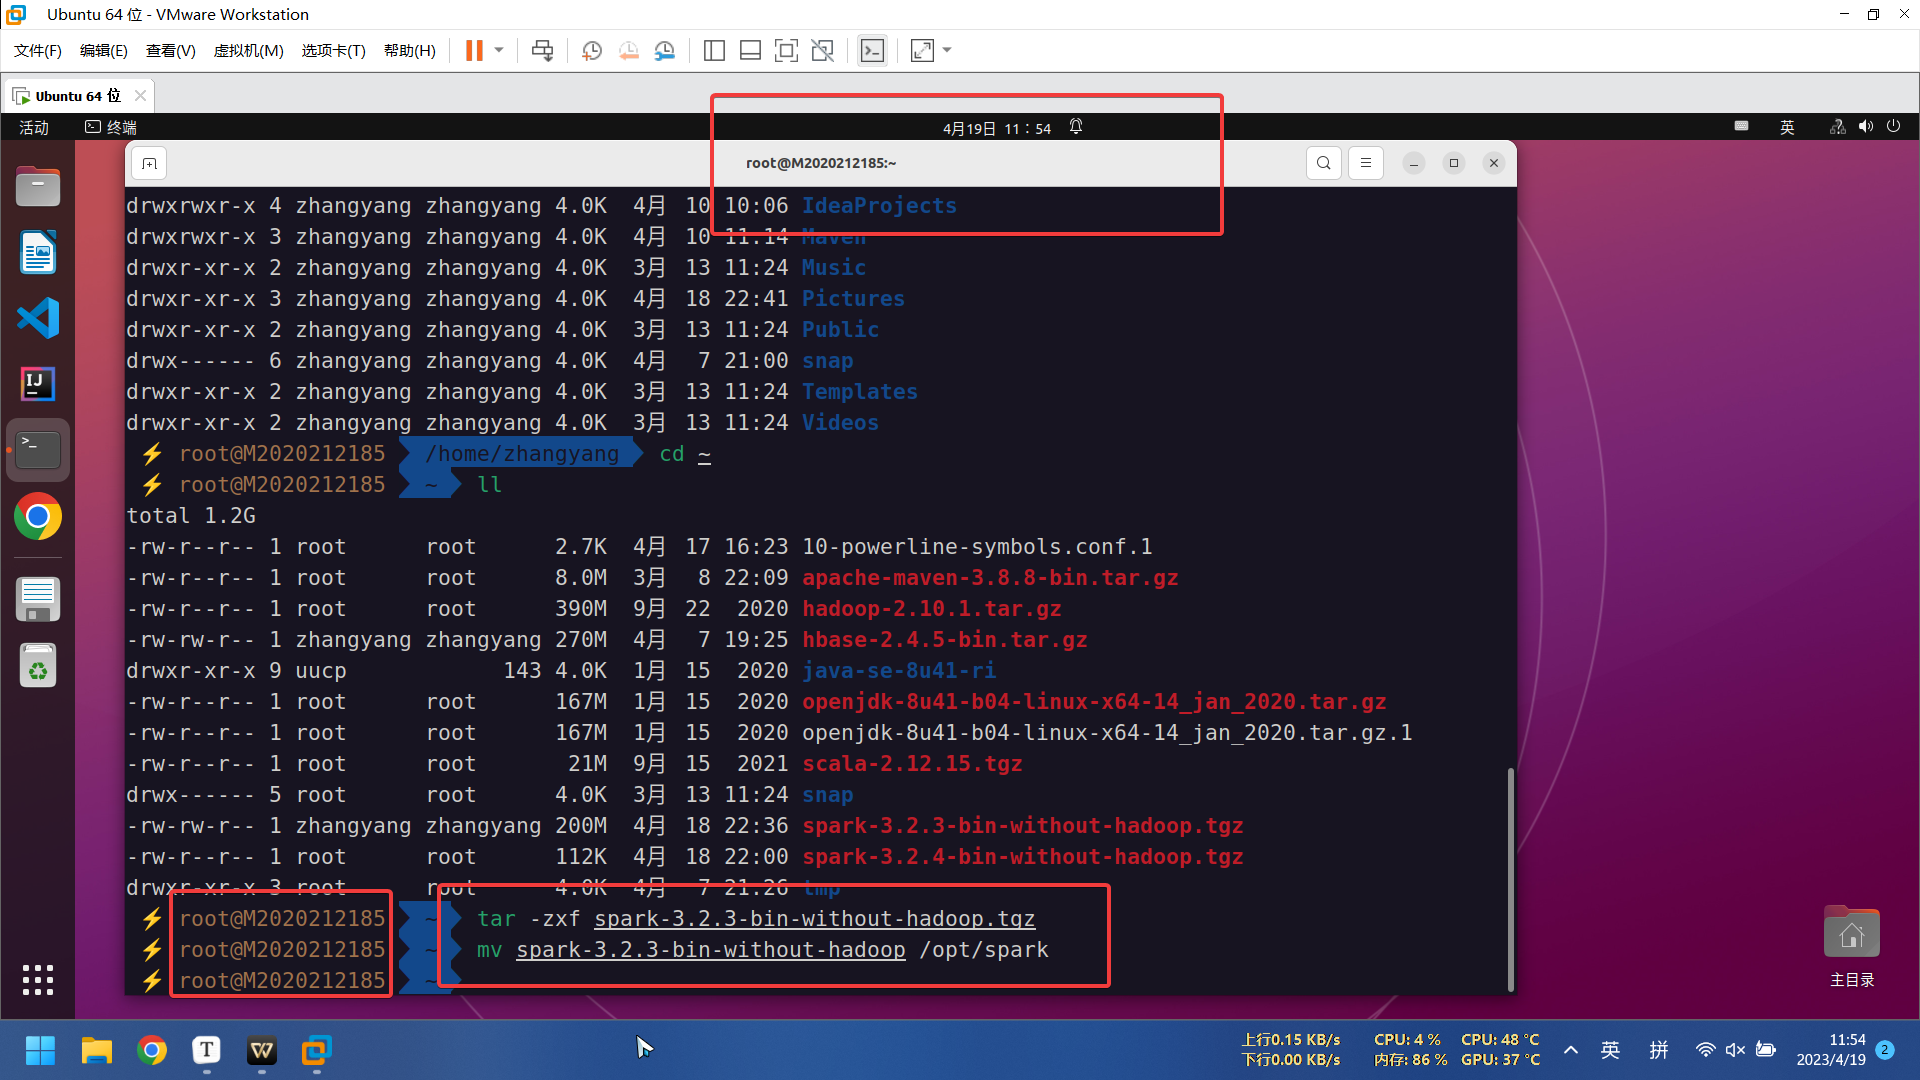 Ubuntu 64 位 - VMware Workstation
文件(F) 编辑(E) 查看(V) 虚拟机(M) 选项卡(T) 帮助(H)
Ubuntu 64 位
活动 终端 4月19日 11：54 英
root@M2020212185:~
drwxrwxr-x 4 zhangyang zhangyang 4.0K 4月 10 10:06 IdeaProjects
drwxrwxr-x 3 zhangyang zhangyang 4.0K 4月 10 11:14 Maven
drwxr-xr-x 2 zhangyang zhangyang 4.0K 3月 13 11:24 Music
drwxr-xr-x 3 zhangyang zhangyang 4.0K 4月 18 22:41 Pictures
drwxr-xr-x 2 zhangyang zhangyang 4.0K 3月 13 11:24 Public
drwx------ 6 zhangyang zhangyang 4.0K 4月 7 21:00 snap
drwxr-xr-x 2 zhangyang zhangyang 4.0K 3月 13 11:24 Templates
drwxr-xr-x 2 zhangyang zhangyang 4.0K 3月 13 11:24 Videos
⚡ root@M2020212185 /home/zhangyang cd ~
⚡ root@M2020212185 ~ ll
total 1.2G
-rw-r--r-- 1 root root 2.7K 4月 17 16:23 10-powerline-symbols.conf.1
-rw-r--r-- 1 root root 8.0M 3月 8 22:09 apache-maven-3.8.8-bin.tar.gz
-rw-r--r-- 1 root root 390M 9月 22 2020 hadoop-2.10.1.tar.gz
-rw-rw-r-- 1 zhangyang zhangyang 270M 4月 7 19:25 hbase-2.4.5-bin.tar.gz
drwxr-xr-x 9 uucp 143 4.0K 1月 15 2020 java-se-8u41-ri
-rw-r--r-- 1 root root 167M 1月 15 2020 openjdk-8u41-b04-linux-x64-14_jan_2020.tar.gz
-rw-r--r-- 1 root root 167M 1月 15 2020 openjdk-8u41-b04-linux-x64-14_jan_2020.tar.gz.1
-rw-r--r-- 1 root root 21M 9月 15 2021 scala-2.12.15.tgz
drwx------ 5 root root 4.0K 3月 13 11:24 snap
-rw-rw-r-- 1 zhangyang zhangyang 200M 4月 18 22:36 spark-3.2.3-bin-without-hadoop.tgz
-rw-r--r-- 1 root root 112K 4月 18 22:00 spark-3.2.4-bin-without-hadoop.tgz
drwxr-xr-x 3 root root 4.0K 4月 7 21:26 tmp
⚡ root@M2020212185 ~ tar -zxf spark-3.2.3-bin-without-hadoop.tgz
⚡ root@M2020212185 ~ mv spark-3.2.3-bin-without-hadoop /opt/spark
⚡ root@M2020212185 ~
主目录
上行0.15 KB/s CPU: 4 % CPU: 48 °C
下行0.00 KB/s 内存: 86 % GPU: 37 °C
英 拼
11:54
2023/4/19
2